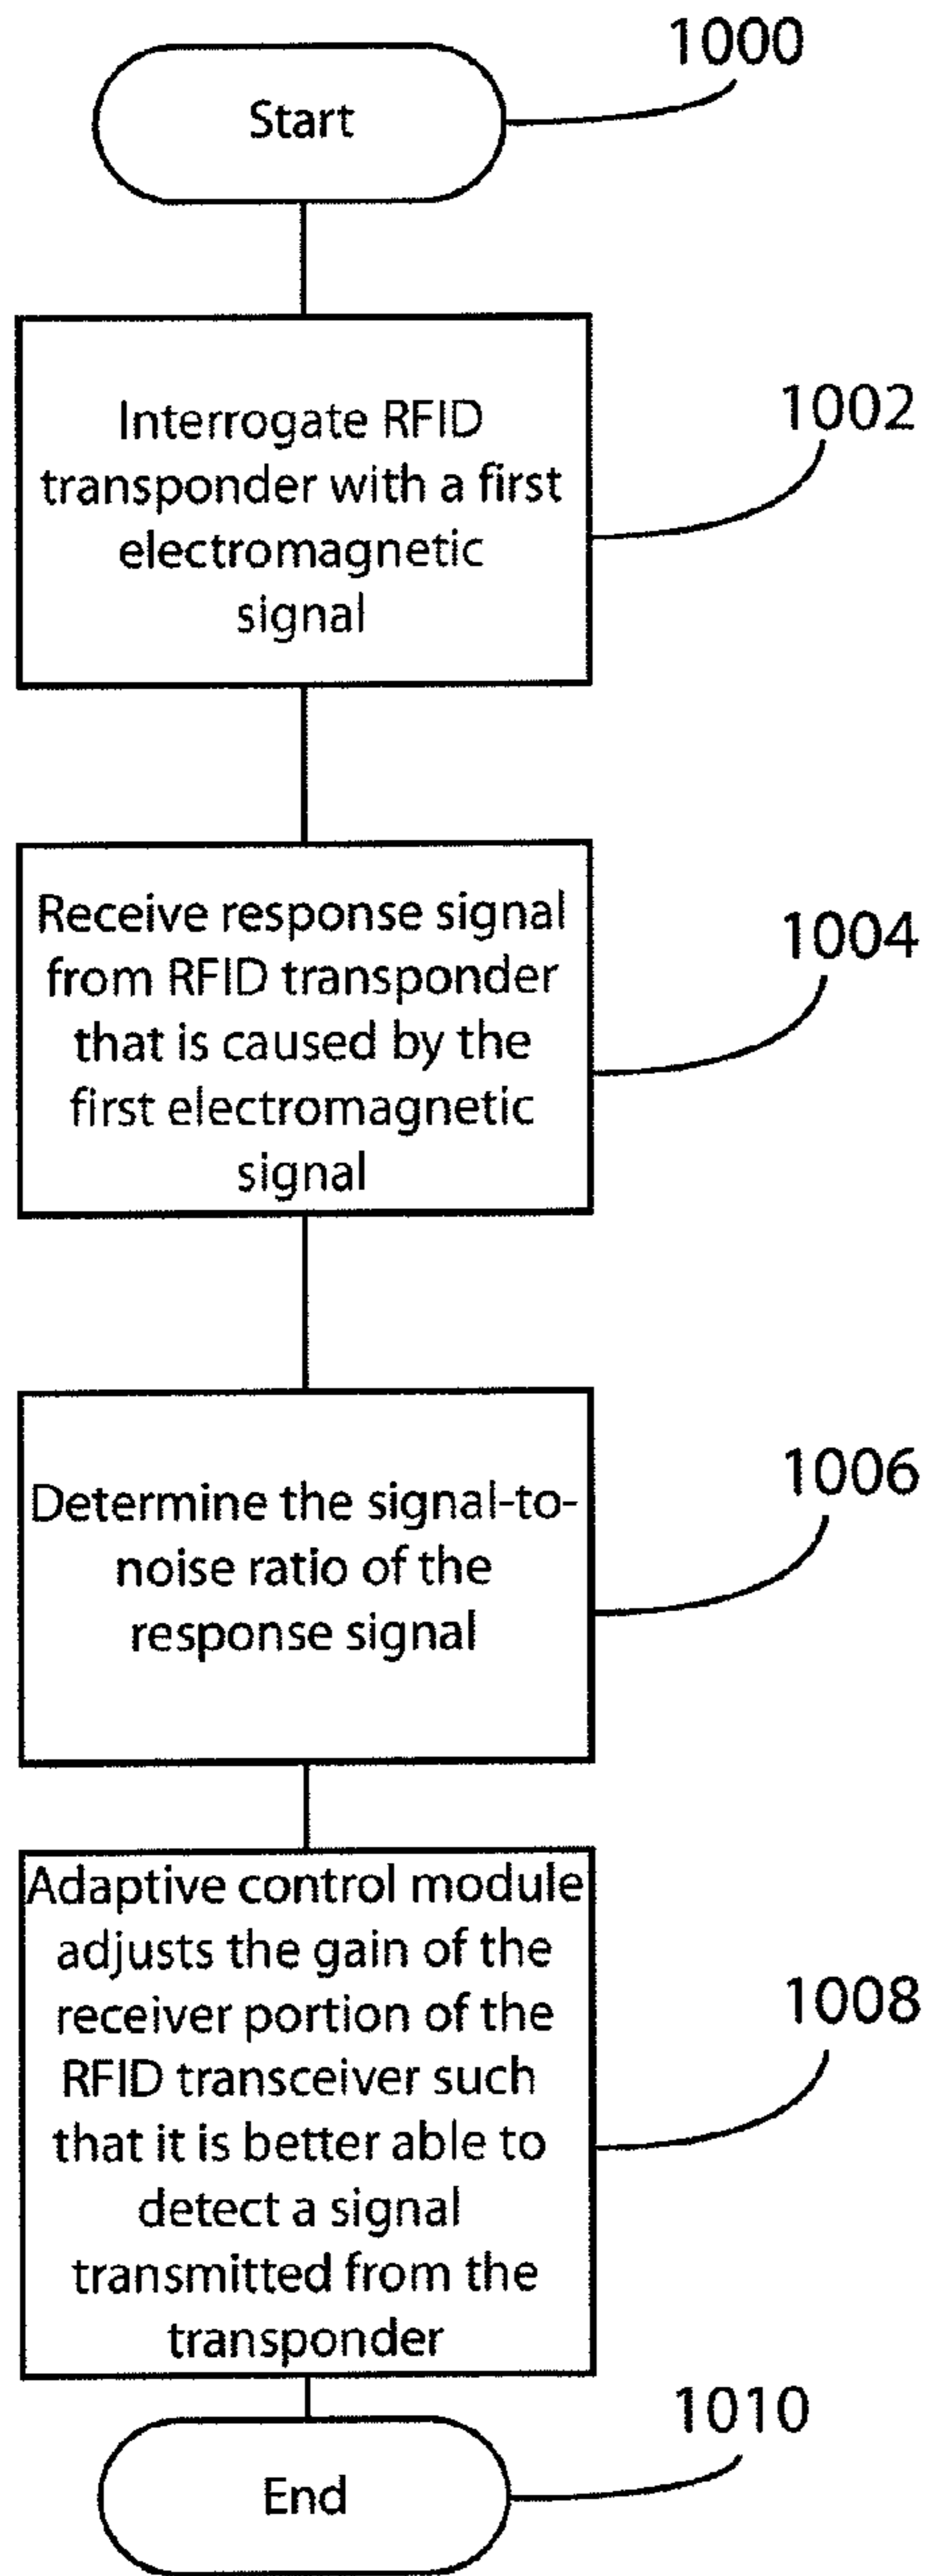 1000
Start
1002
Interrogate RFID
transponder with a first
electromagnetic
signal
1004
Receive response signal
from RFID transponder
that is caused by the
first electromagnetic
signal
1006
Determine the signal-to-
noise ratio of the
response signal
1008
Adaptive control module
adjusts the gain of the
receiver portion of the
RFID transceiver such
that it is better able to
detect a signal
transmitted from the
transponder
1010
End